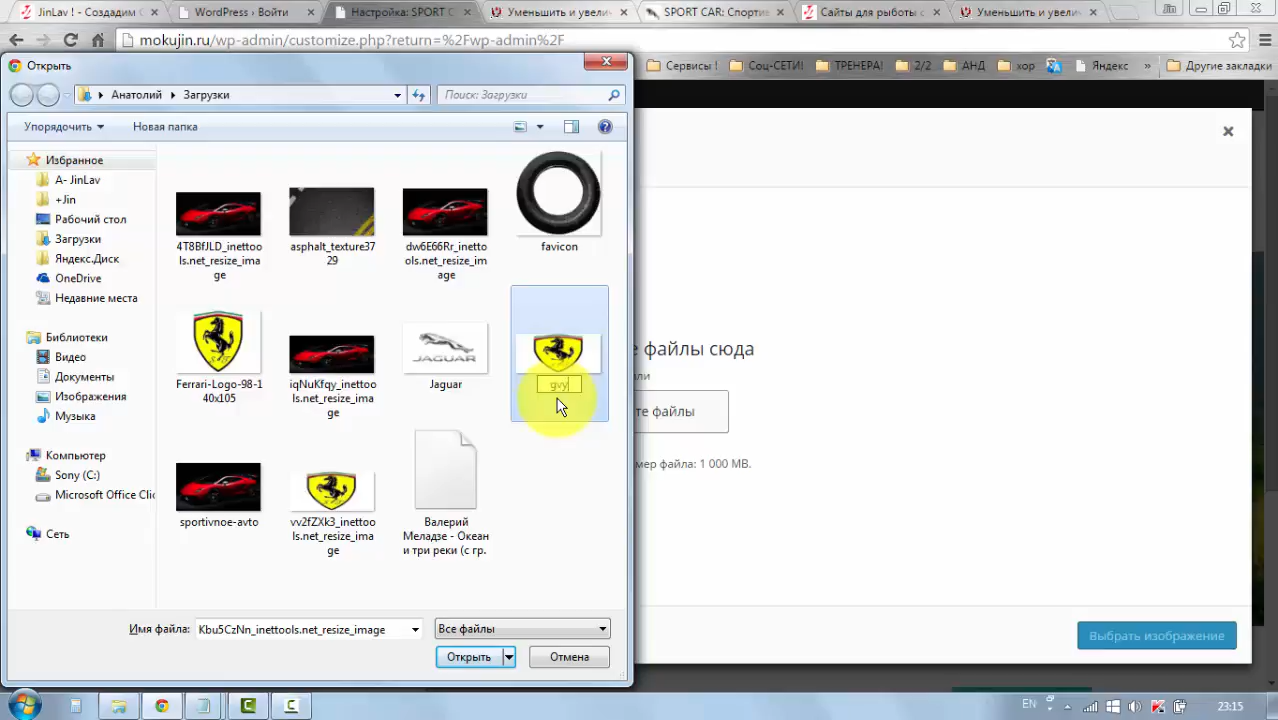 JinLav ! - Создадим С
WordPress › Войти
Настройка: SPORT C
Уменьшить и увели
SPORT CAR: Спорти
Сайты для рыботы с
Уменьшить и увели
mokujin.ru/wp-admin/customize.php?return=%2Fwp-admin%2F
Сервисы !
Соц-СЕТИ!
ТРЕНЕРА!
2/2
АНД
хор
Яндекс
»
Другие закладки
Открыть
Анатолий
Загрузки
Поиск: Загрузки
Упорядочить
Новая папка
Избранное
A- JinLav
+Jin
Рабочий стол
Загрузки
Яндекс.Диск
OneDrive
Недавние места
Библиотеки
Видео
Документы
Изображения
Музыка
Компьютер
Sony (C:)
Microsoft Office Clic
Сеть
4T8BfJLD_inettoo
ls.net_resize_ima
ge
asphalt_texture37
29
dw6E66Rr_inetto
ols.net_resize_im
age
favicon
Ferrari-Logo-98-1
40x105
iqNuKfqy_inettoo
ls.net_resize_ima
ge
JAGUAR
Jaguar
gvy
sportivnoe-avto
vv2fZXk3_inettoo
ls.net_resize_ima
ge
Валерий
Меладзе - Океан
и три реки (с гр.
Имя файла:
Kbu5CzNn_inettools.net_resize_image
Все файлы
Открыть
Отмена
е файлы сюда
или
те файлы
мер файла: 1 000 MB.
Выбрать изображение
EN
23:15